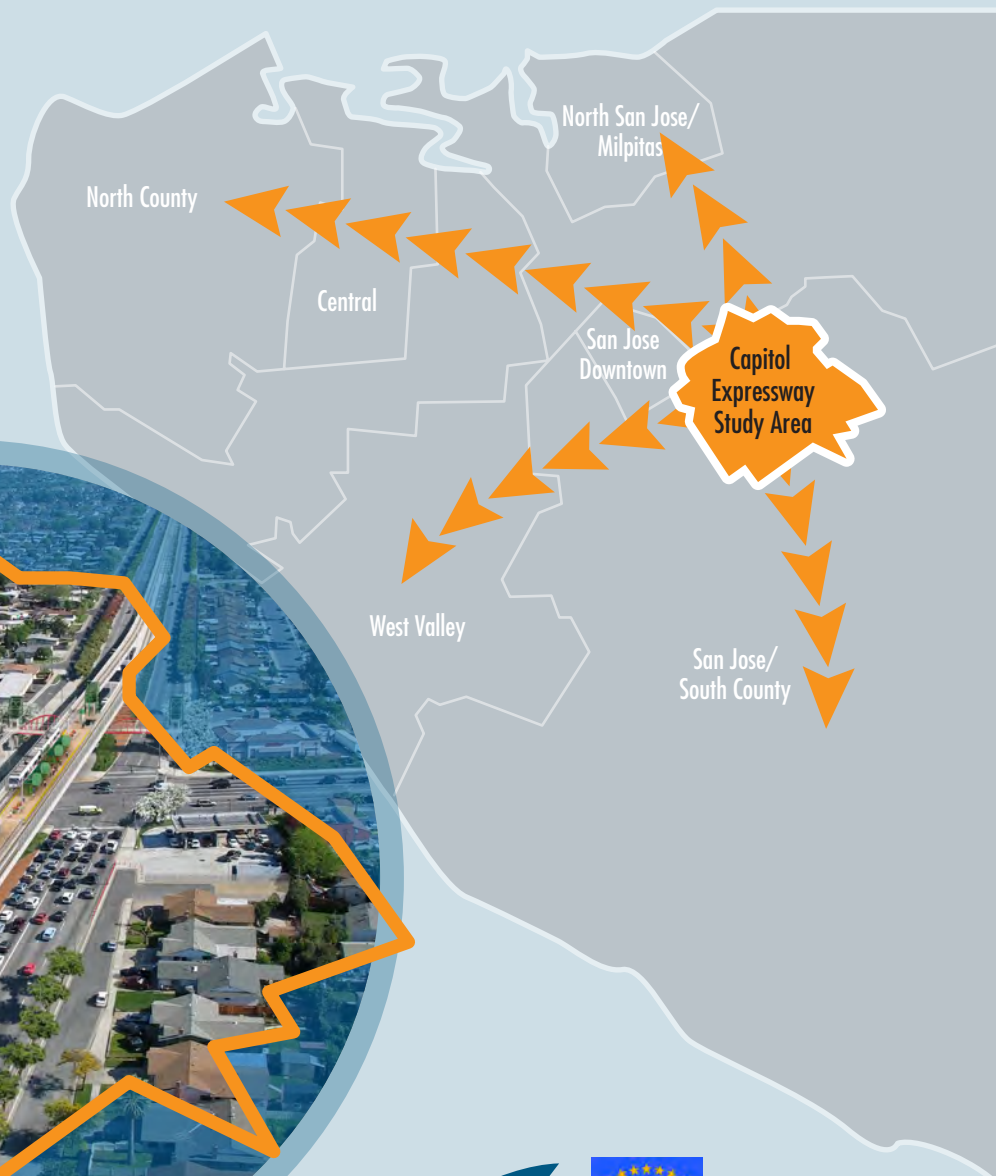 North San Jose/
Milpitas
North County
Central
San Jose
Downtown
Capitol
Expressway
Study Area
West Valley
San Jose/
South County